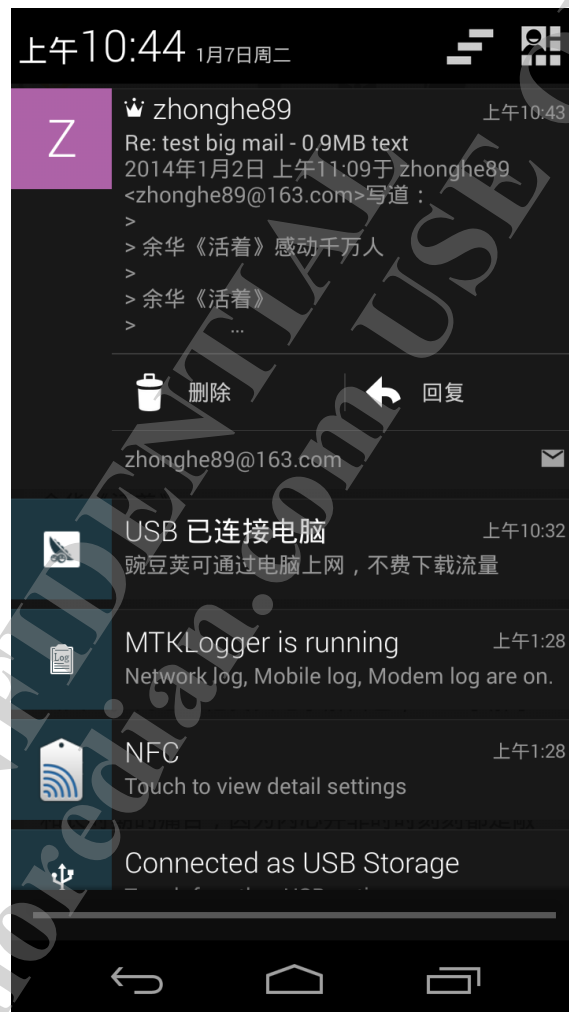 上午10:44 1月7日周二
Z
zhonghe89 上午10:43
Re: test big mail - 0.9MB text
2014年1月2日 上午11:09于 zhonghe89
<zhonghe89@163.com>写道：
>
> 余华《活着》感动千万人
>
> 余华《活着》
> ...
删除 回复
zhonghe89@163.com
USB 已连接电脑 上午10:32
豌豆荚可通过电脑上网，不费下载流量
Log
MTKLogger is running 上午1:28
Network log, Mobile log, Modem log are on.
NFC 上午1:28
Touch to view detail settings
Connected as USB Storage